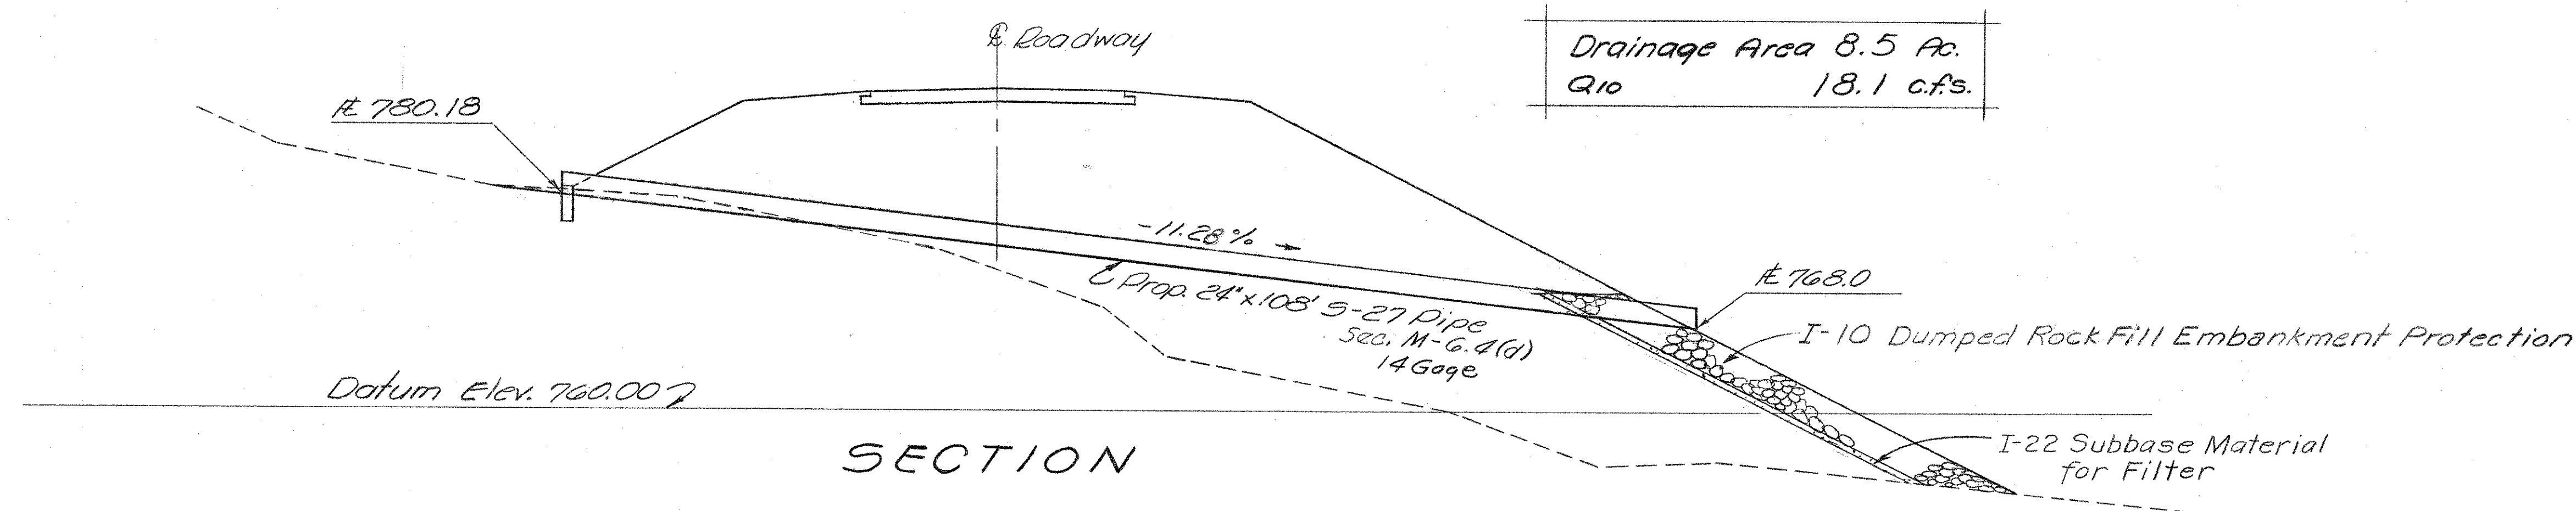 ℄ Roadway
Drainage Area 8.5 Ac.
Q10 18.1 c.f.s.
℄ 780.18
-11.28%
℄ 768.0
Prop. 24" x 108' S-27 Pipe
Sec. M-6.4(d)
14 Gage
I-10 Dumped Rock Fill Embankment Protection
Datum Elev. 760.00
I-22 Subbase Material
for Filter
SECTION